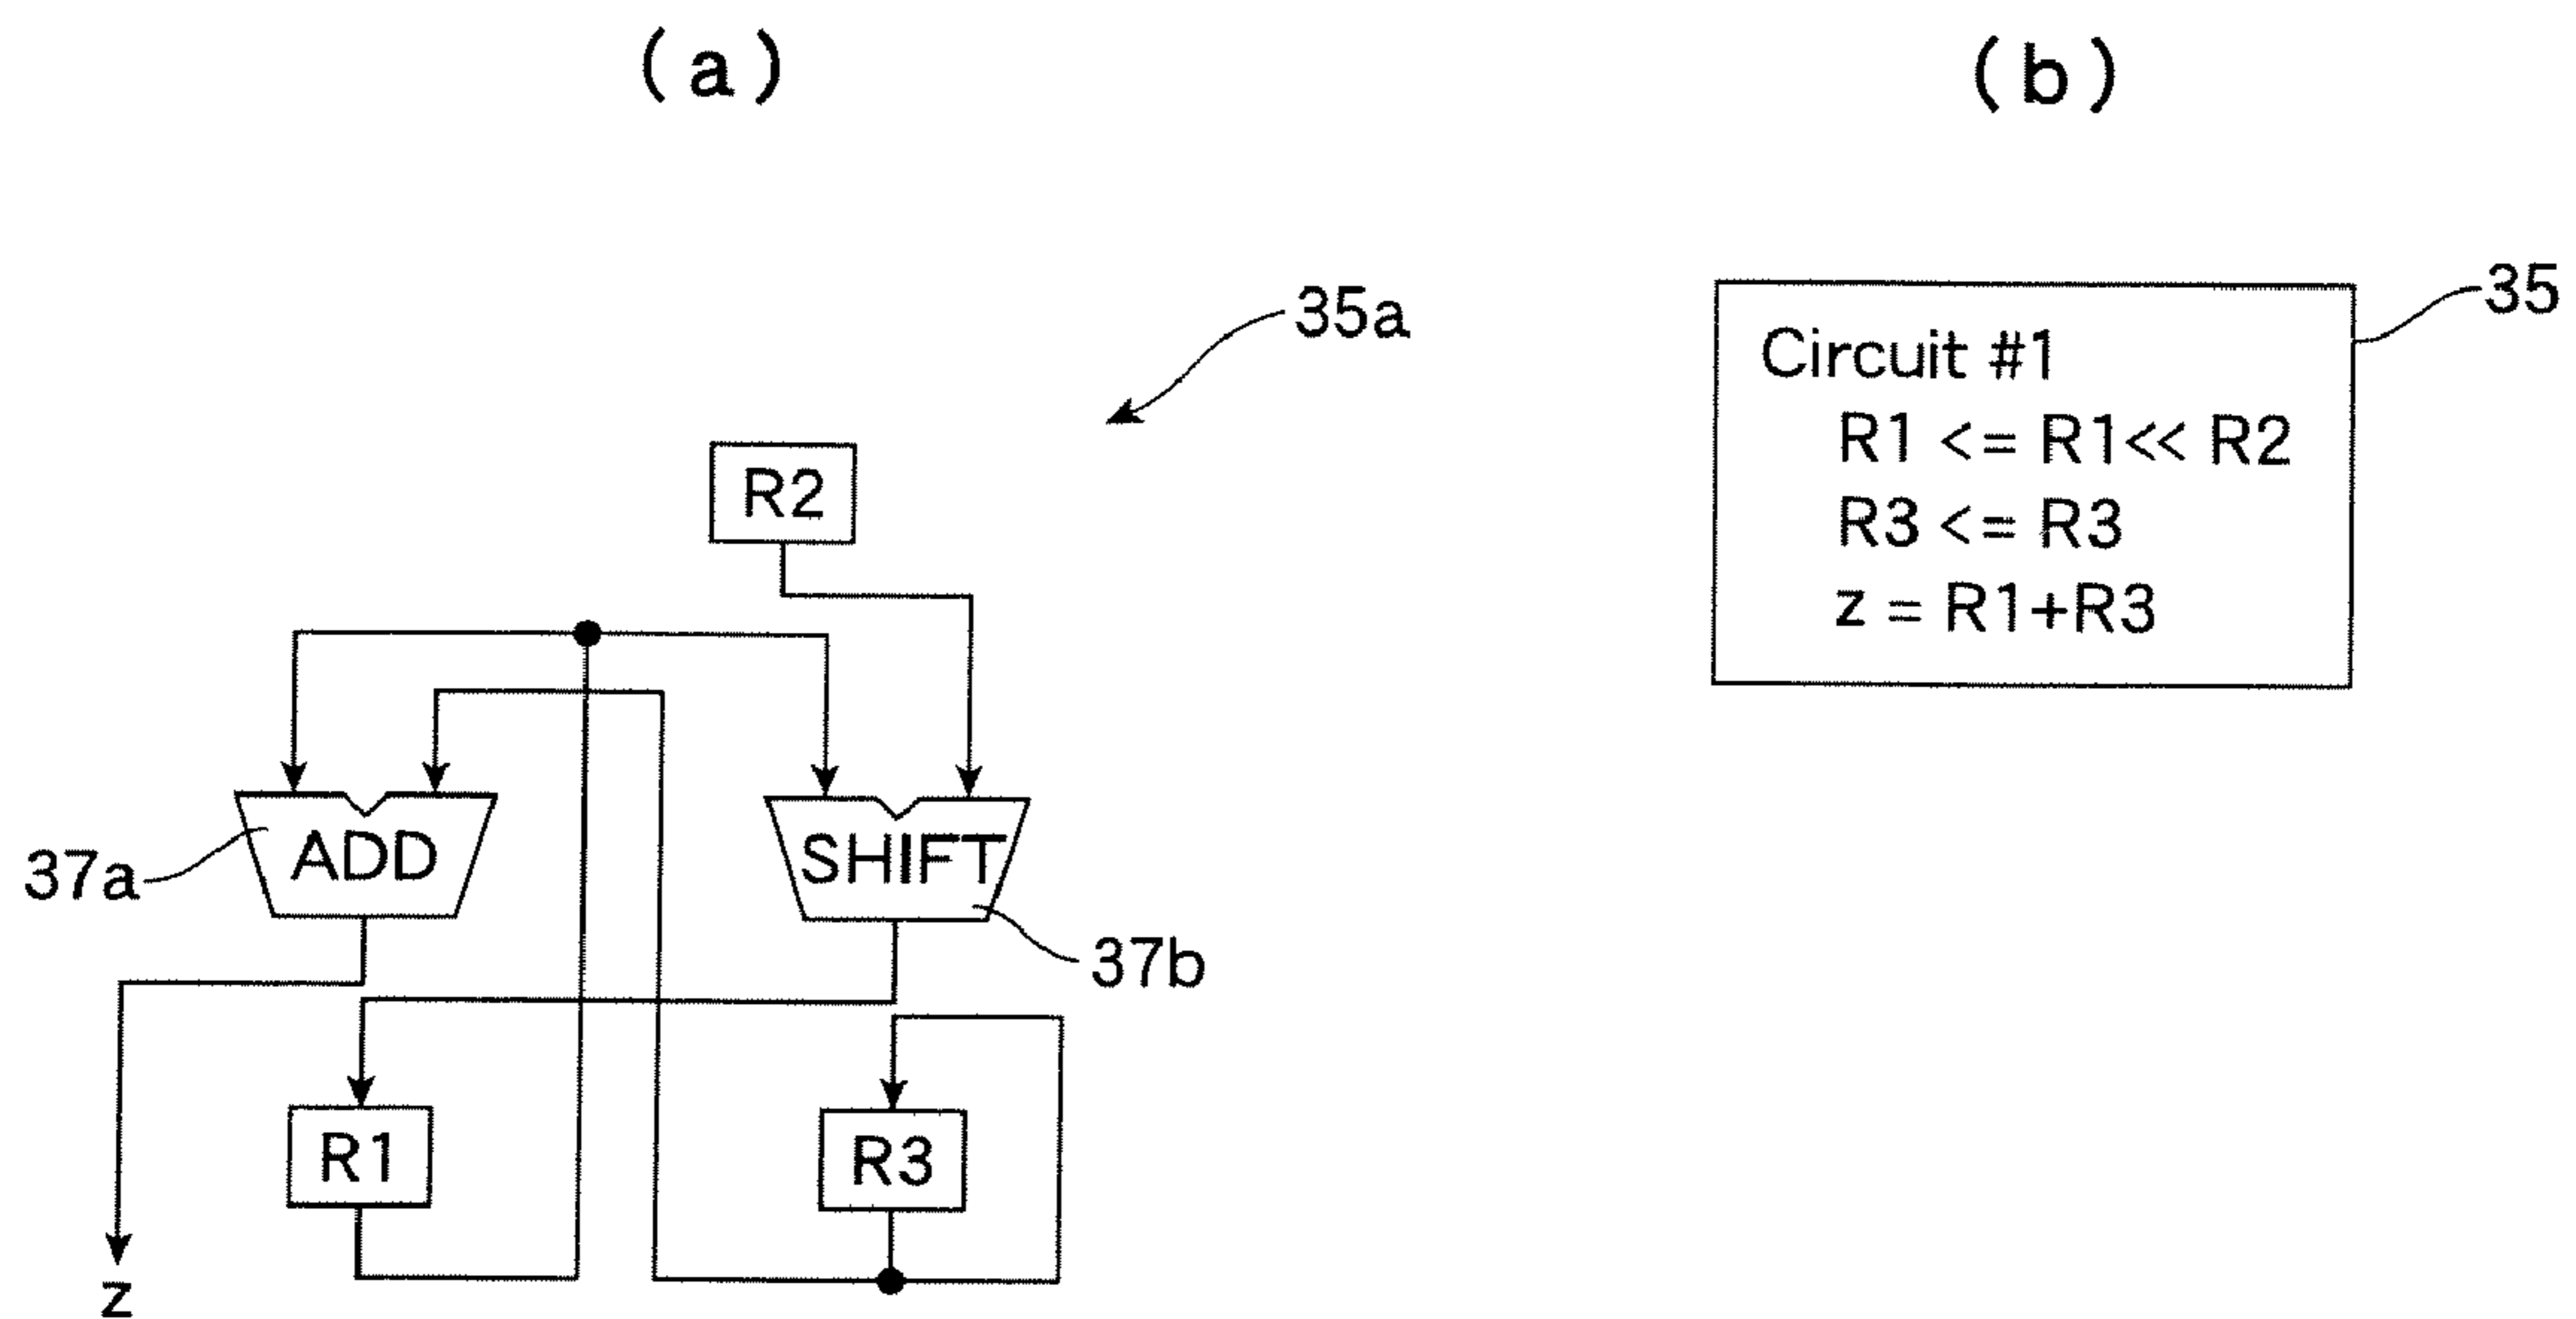 (a)
35a
R2
ADD
SHIFT
37a
37b
R1
R3
z
(b)
35
Circuit #1
R1 <= R1<< R2
R3 <= R3
z = R1+R3